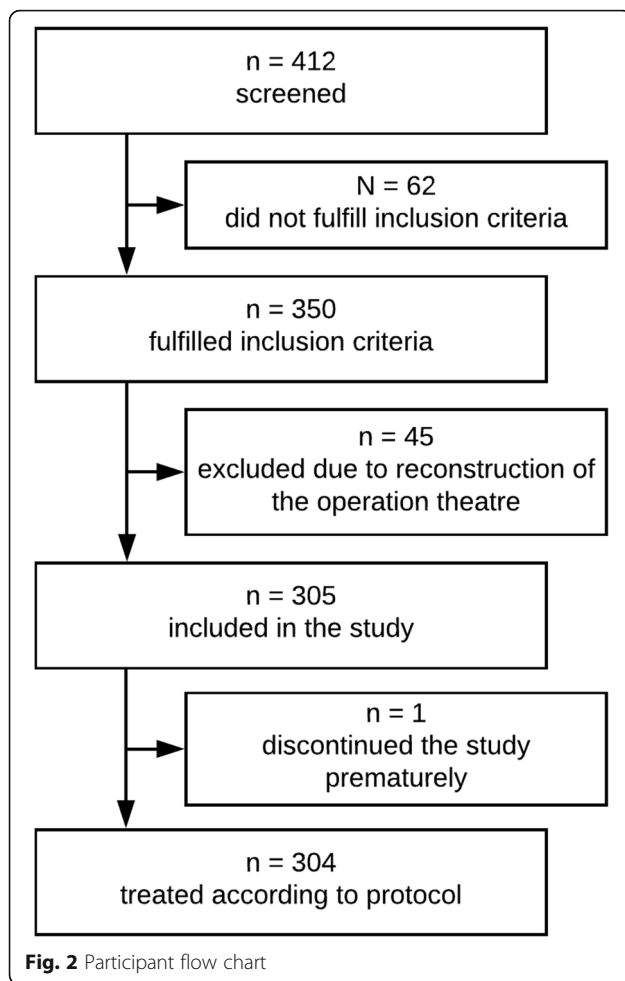 n = 412
screened
N = 62
did not fulfill inclusion criteria
n = 350
fulfilled inclusion criteria
n = 45
excluded due to reconstruction of
the operation theatre
n = 305
included in the study
n = 1
discontinued the study
prematurely
n = 304
treated according to protocol
Fig. 2 Participant flow chart